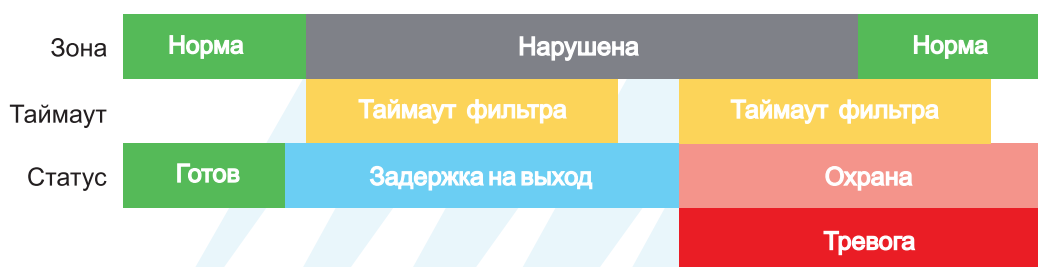 Зона Норма Нарушена Норма
Таймаут Таймаут фильтра Таймаут фильтра
Статус Готов Задержка на выход Охрана
Тревога